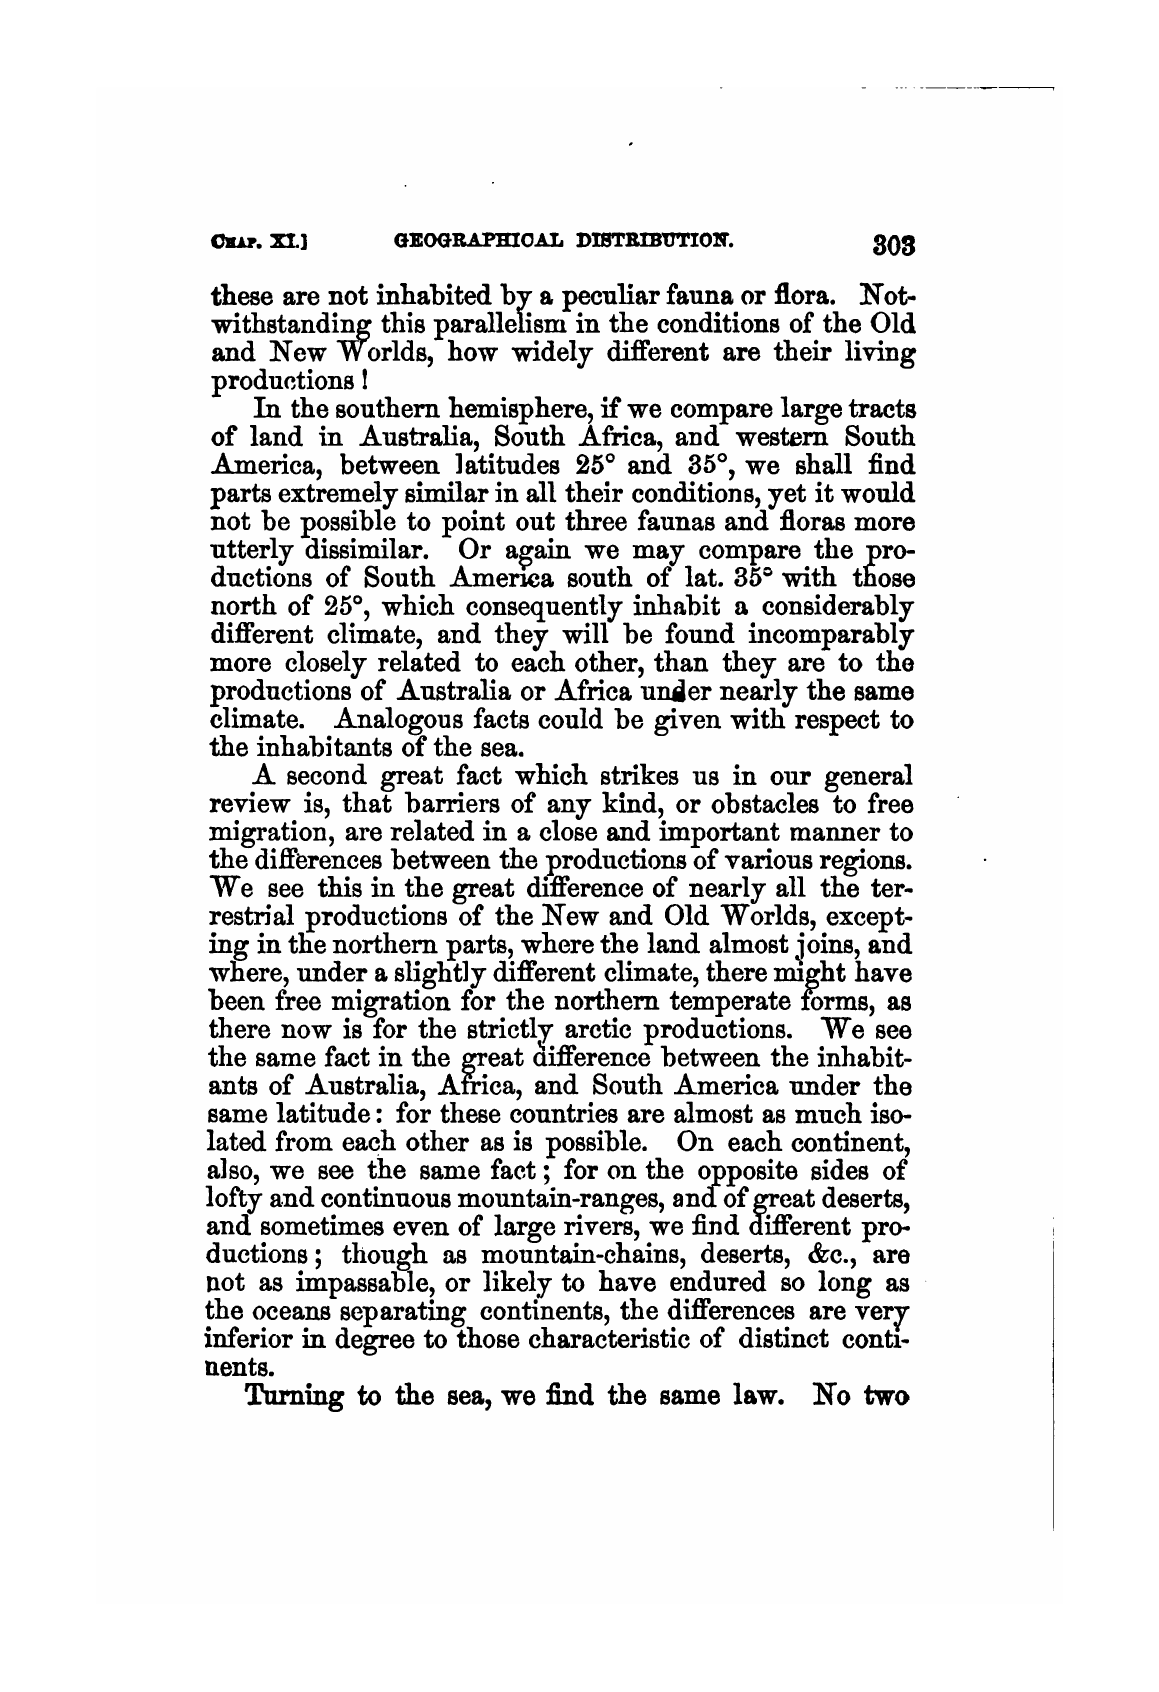 CHAP. XI.] GEOGRAPHICAL DISTRIBUTION. 303
these are not inhabited by a peculiar fauna or flora. Not-
withstanding this parallelism in the conditions of the Old
and New Worlds, how widely different are their living
productions!
In the southern hemisphere, if we compare large tracts
of land in Australia, South Africa, and western South
America, between latitudes 25° and 35°, we shall find
parts extremely similar in all their conditions, yet it would
not be possible to point out three faunas and floras more
utterly dissimilar. Or again we may compare the pro-
ductions of South America south of lat. 35° with those
north of 25°, which consequently inhabit a considerably
different climate, and they will be found incomparably
more closely related to each other, than they are to the
productions of Australia or Africa under nearly the same
climate. Analogous facts could be given with respect to
the inhabitants of the sea.
A second great fact which strikes us in our general
review is, that barriers of any kind, or obstacles to free
migration, are related in a close and important manner to
the differences between the productions of various regions.
We see this in the great difference of nearly all the ter-
restrial productions of the New and Old Worlds, except-
ing in the northern parts, where the land almost joins, and
where, under a slightly different climate, there might have
been free migration for the northern temperate forms, as
there now is for the strictly arctic productions. We see
the same fact in the great difference between the inhabit-
ants of Australia, Africa, and South America under the
same latitude: for these countries are almost as much iso-
lated from each other as is possible. On each continent,
also, we see the same fact; for on the opposite sides of
lofty and continuous mountain-ranges, and of great deserts,
and sometimes even of large rivers, we find different pro-
ductions; though as mountain-chains, deserts, &c., are
not as impassable, or likely to have endured so long as
the oceans separating continents, the differences are very
inferior in degree to those characteristic of distinct conti-
nents.
Turning to the sea, we find the same law. No two